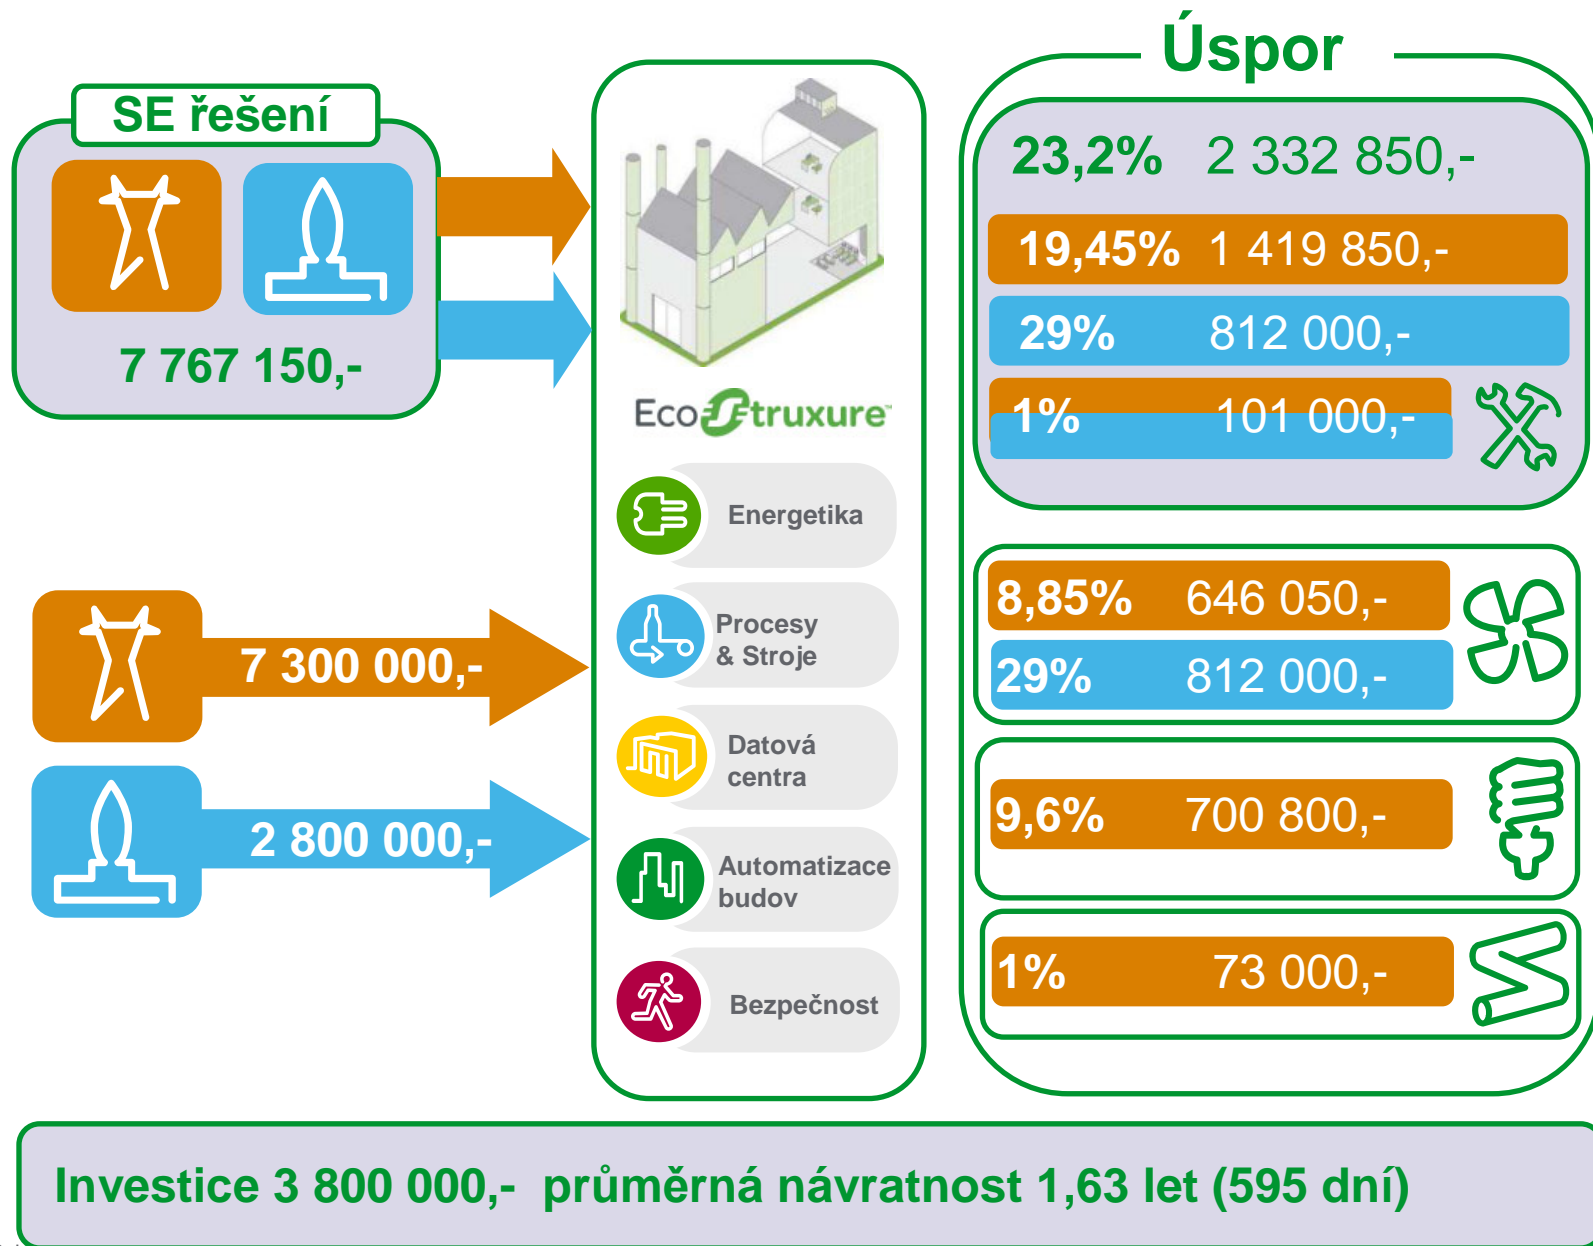 SE řešení
7 767 150,-
7 300 000,-
2 800 000,-
EcoStruxure™
Energetika
Procesy
& Stroje
Datová
centra
Automatizace
budov
Bezpečnost
Úspor
23,2% 2 332 850,-
19,45% 1 419 850,-
29% 812 000,-
1% 101 000,-
8,85% 646 050,-
29% 812 000,-
9,6% 700 800,-
1% 73 000,-
Investice 3 800 000,- průměrná návratnost 1,63 let (595 dní)